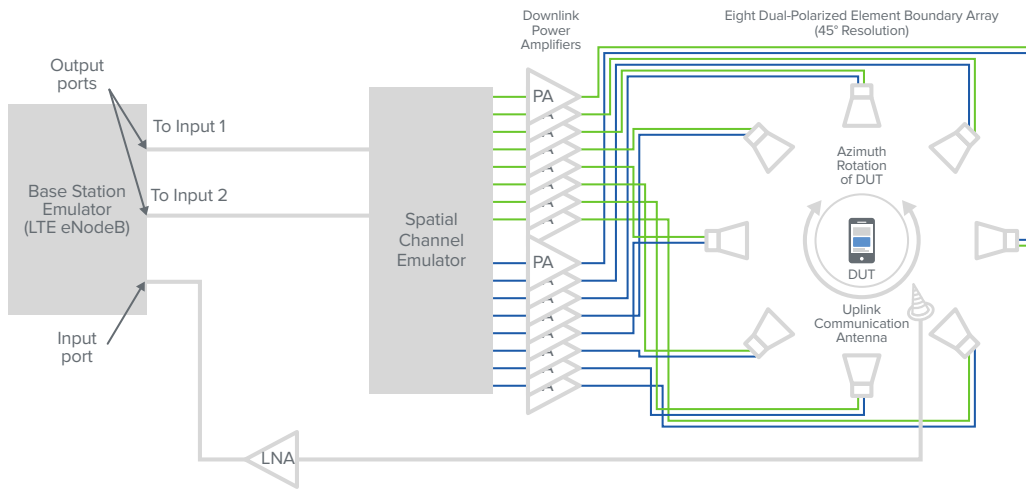 Downlink
Power
Amplifiers
Eight Dual-Polarized Element Boundary Array
(45° Resolution)
Output
ports
To Input 1
To Input 2
Base Station
Emulator
(LTE eNodeB)
Input
port
Spatial
Channel
Emulator
PA
PA
Azimuth
Rotation
of DUT
DUT
Uplink
Communication
Antenna
LNA